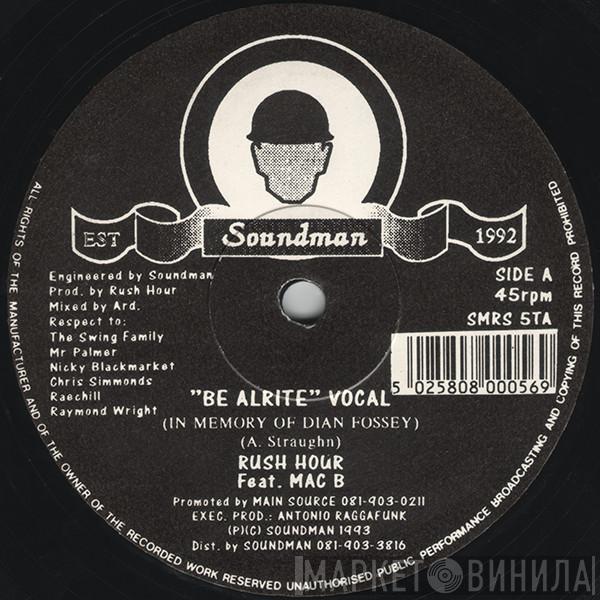 EST
Soundman
1992
Engineered by Soundman
Prod. by Rush Hour
Mixed by Ard.
Respect to:
The Swing Family
Mr Palmer
Nicky Blackmarket
Chris Simmonds
Raechill
Raymond Wright
SIDE A
45rpm
SMRS 5TA
5 025808 000569
"BE ALRITE" VOCAL
(IN MEMORY OF DIAN FOSSEY)
(A. Straughn)
RUSH HOUR
Feat. MAC B
Promoted by MAIN SOURCE 081-903-0211
EXEC. PROD.: ANTONIO RAGGAFUNK
(P)(C) SOUNDMAN 1993
Dist. by SOUNDMAN 081-903-3816
ALL RIGHTS OF THE MANUFACTURER AND OF THE OWNER OF THE RECORDED WORK RESERVED UNAUTHORISED PUBLIC PERFORMANCE BROADCASTING AND COPYING OF THIS RECORD PROHIBITED
МАРКЕТ ВИНИЛА